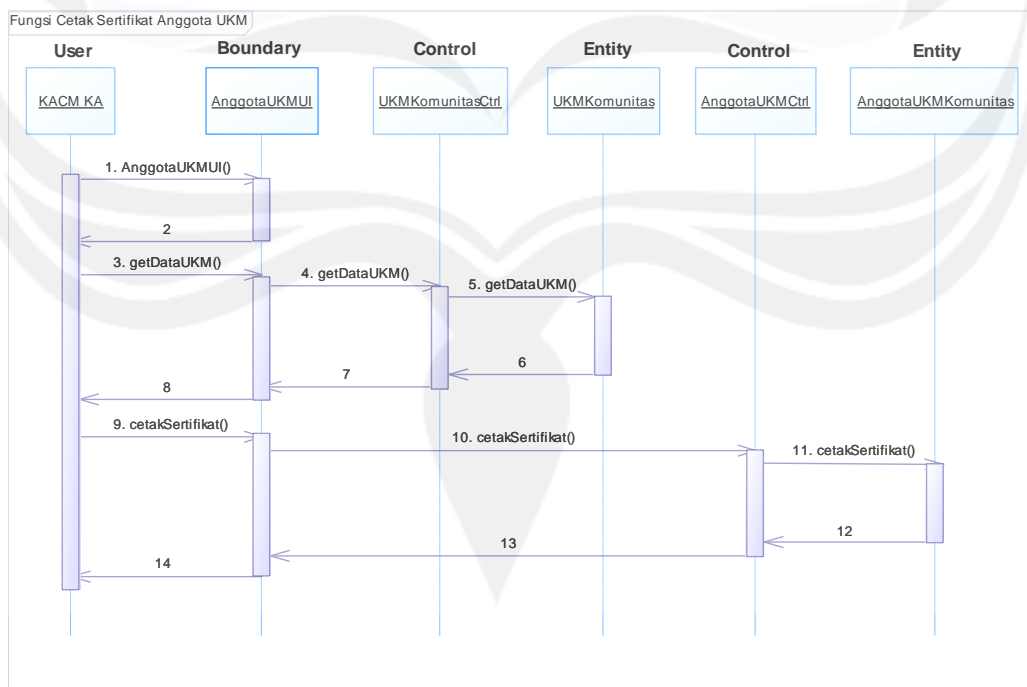 Fungsi Cetak Sertifikat Anggota UKM
User
Boundary
Control
Entity
Control
Entity
KACM KA
AnggotaUKMUI
UKMKomunitasCtrl
UKMKomunitas
AnggotaUKMCtrl
AnggotaUKMKomunitas
1. AnggotaUKMUI()
2
3. getDataUKM()
4. getDataUKM()
5. getDataUKM()
6
7
8
9. cetakSertifikat()
10. cetakSertifikat()
11. cetakSertifikat()
12
13
14